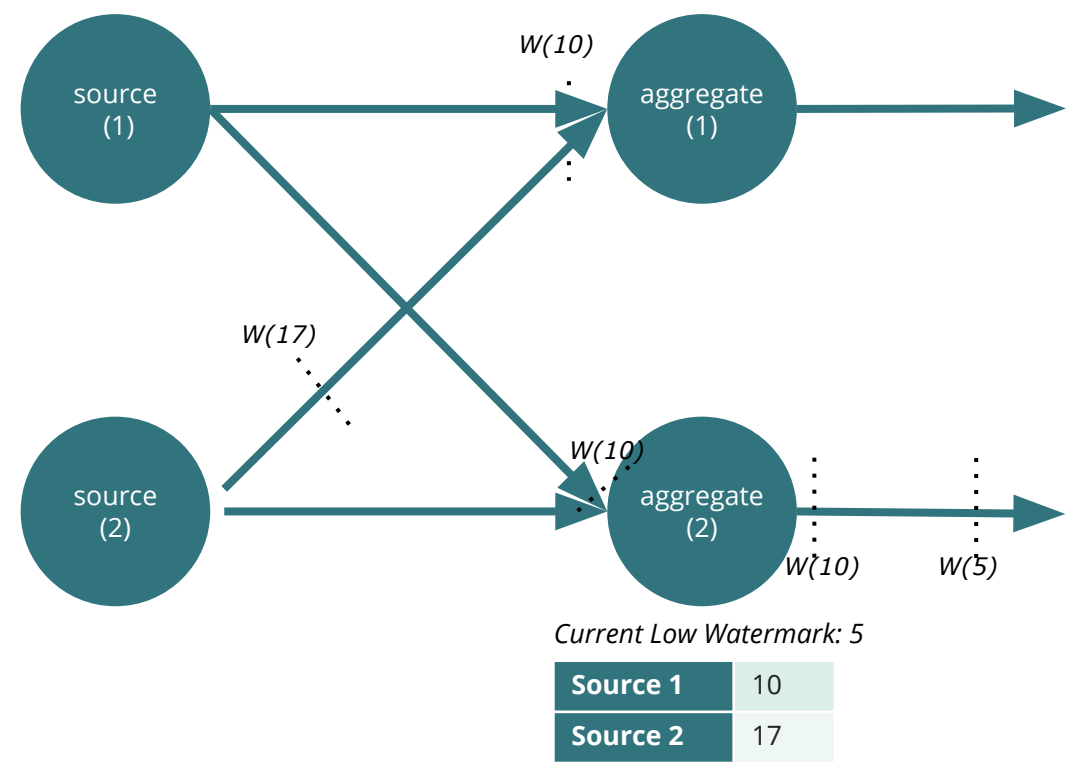 W(10)
source
(1)
aggregate
(1)
W(17)
W(10)
source
(2)
aggregate
(2)
W(10)
W(5)
Current Low Watermark: 5
Source 1 10
Source 2 17